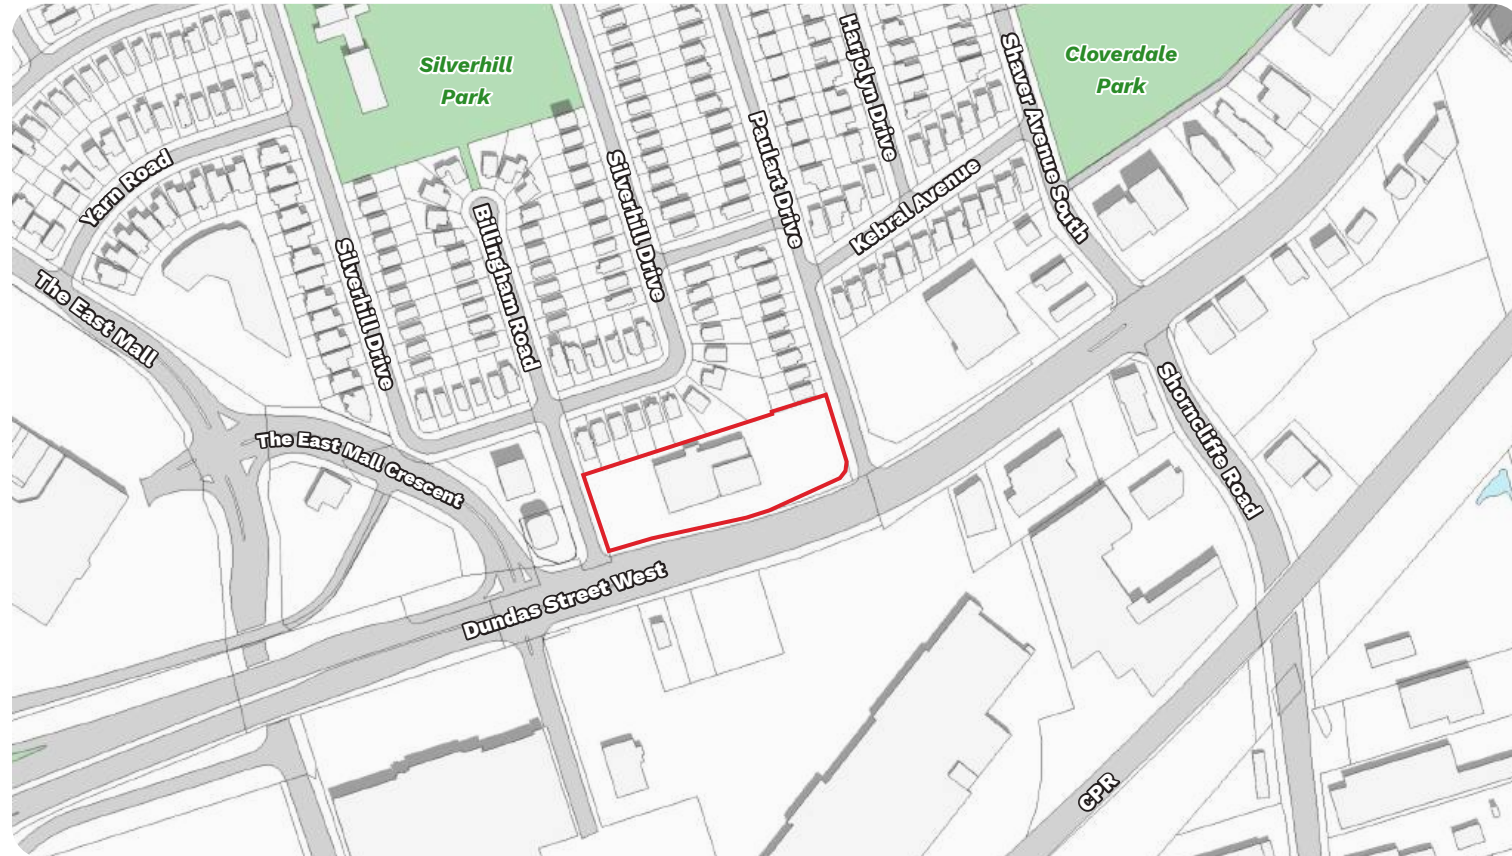 Silverhill
Park
Cloverdale
Park
Harjolyn Drive
Shaver Avenue South
Paulart Drive
Yarn Road
Silverhill Drive
Kebral Avenue
Billingham Road
Silverhill Drive
The East Mall
Shorncliffe Road
The East Mall Crescent
Dundas Street West
CPR